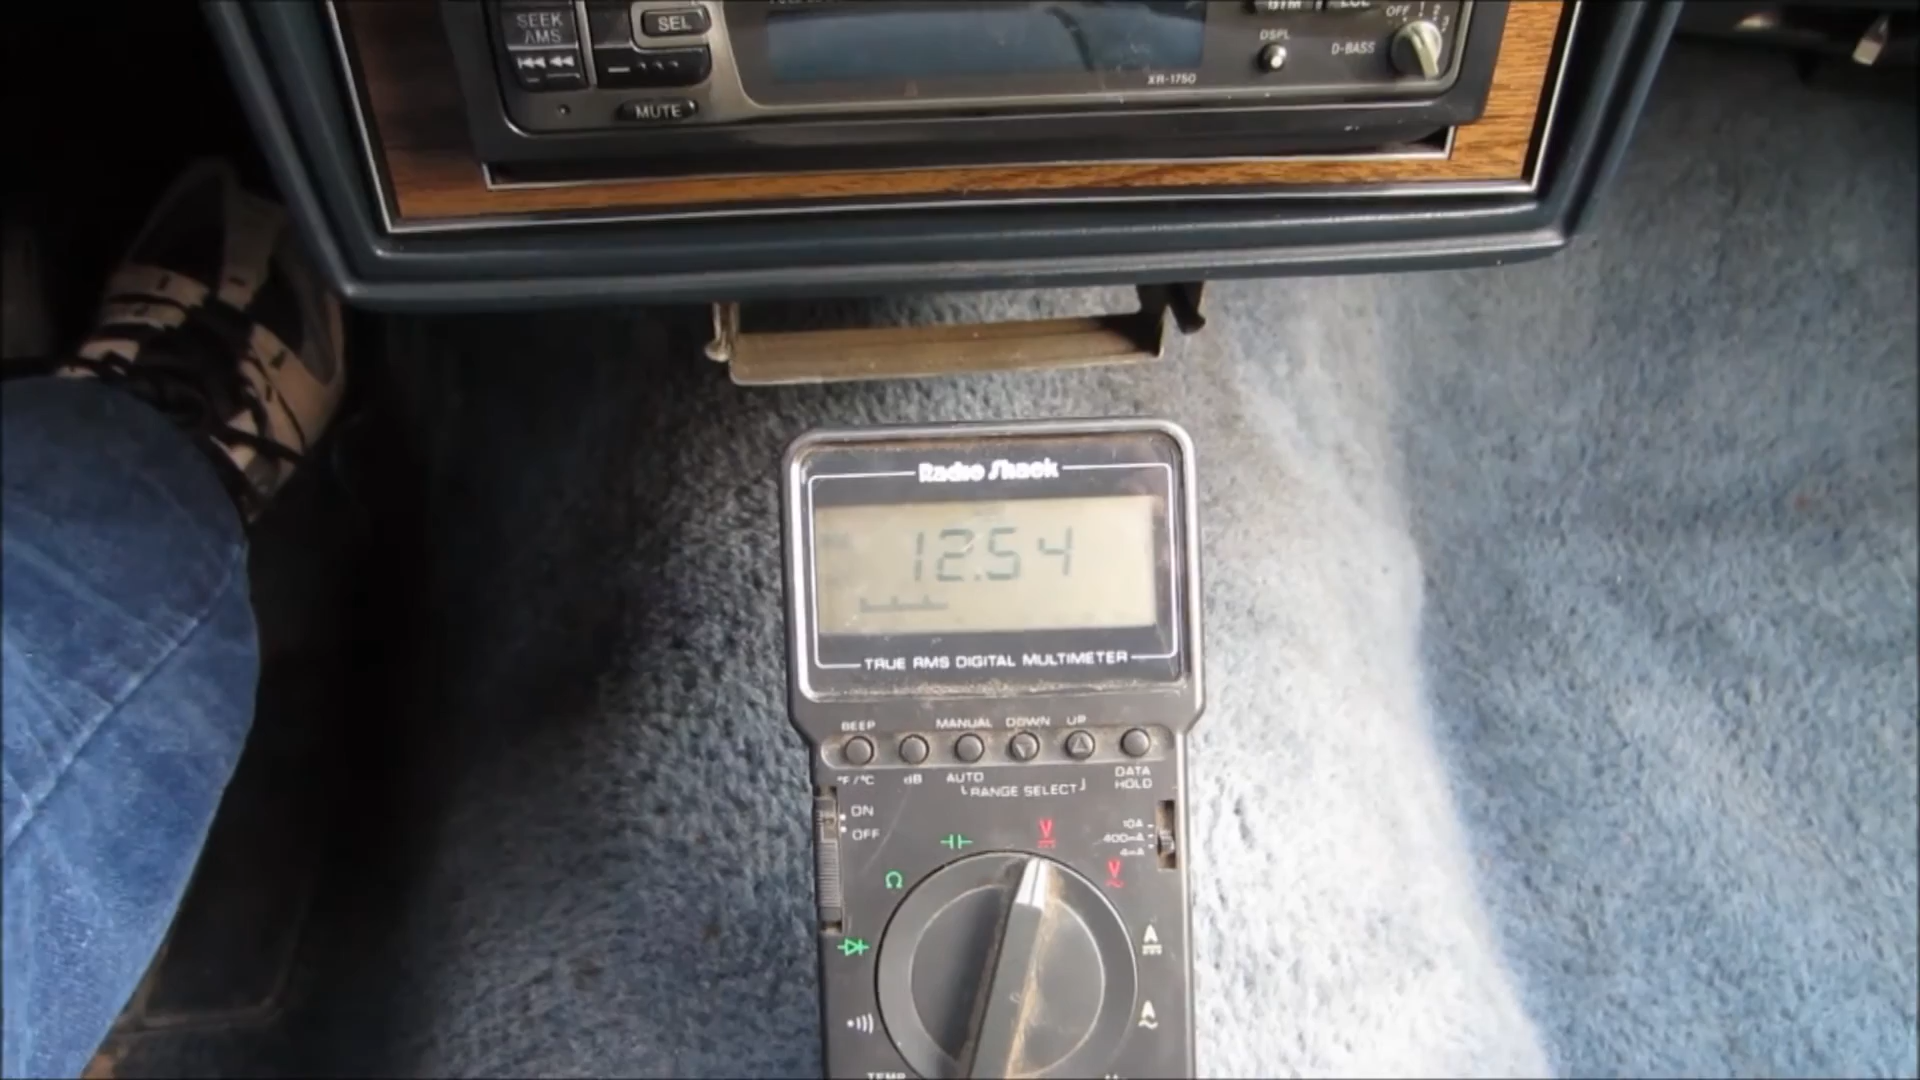 SEEK
AMS
SEL
MUTE
DSPL
D-BASS
OFF
XR-1750
Radio Shack
12.54
TRUE RMS DIGITAL MULTIMETER
BEEP MANUAL DOWN UP
°F/°C dB AUTO RANGE SELECT DATA HOLD
ON
OFF
10A
400mA
4mA
V
V
Ω
A
A
TEMP